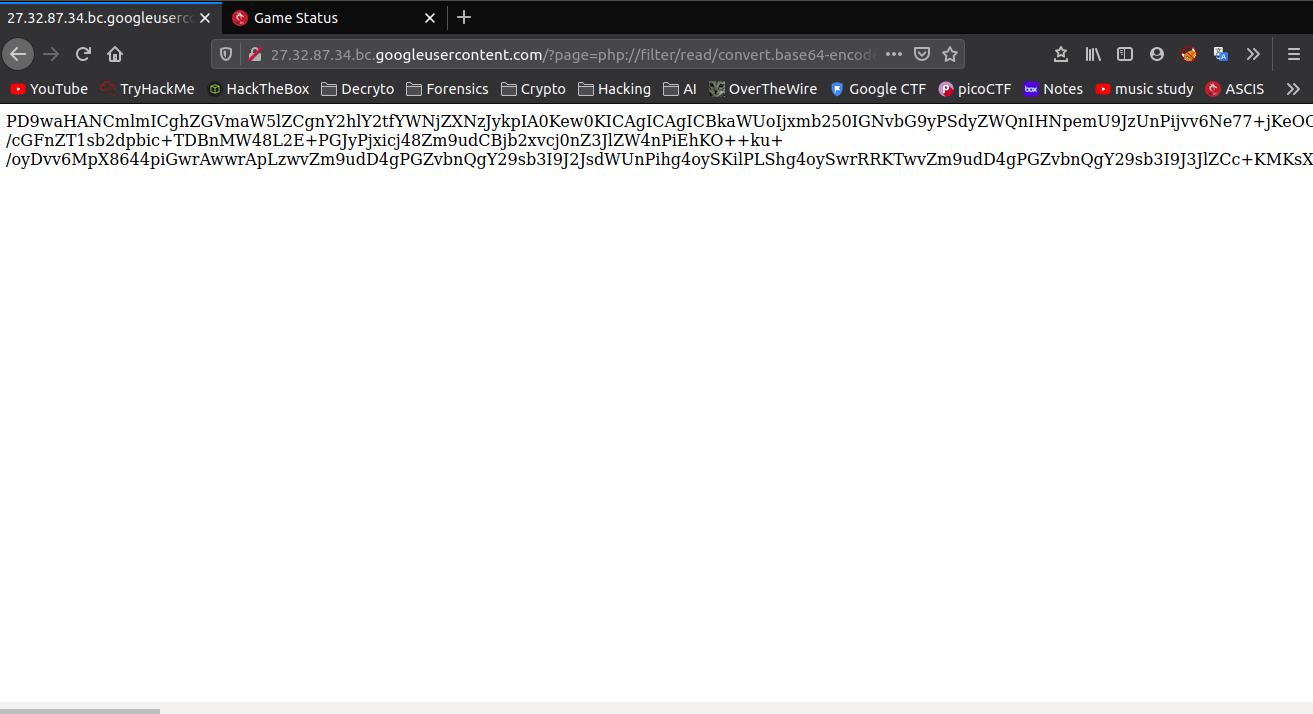 27.32.87.34.bc.googleuserco
Game Status
27.32.87.34.bc.googleusercontent.com/?page=php://filter/read/convert.base64-encode
YouTube TryHackMe HackTheBox Decryto Forensics Crypto Hacking AI OverTheWire Google CTF picoCTF Notes music study ASCIS
PD9waHANCmlmICghZGVmaW5lZCgnY2hlY2tfYWNjZXNzJykpIA0Kew0KICAgICAgICBkaWUoIjxmb250IGNvbG9yPSdyZWQnIHNpemU9JzUnPijvv6Ne77+jKeOC
/cGFnZT1sb2dpbic+TDBnMW48L2E+PGJyPjxicj48Zm9udCBjb2xvcj0nZ3JlZW4nPiEhKO++ku+
/oyDvv6MpX8644piGwrAwwrApLzwvZm9udD4gPGZvbnQgY29sb3I9J2JsdWUnPihg4oySKilPLShg4oySwrRRKTwvZm9udD4gPGZvbnQgY29sb3I9J3JlZCc+KMKsX